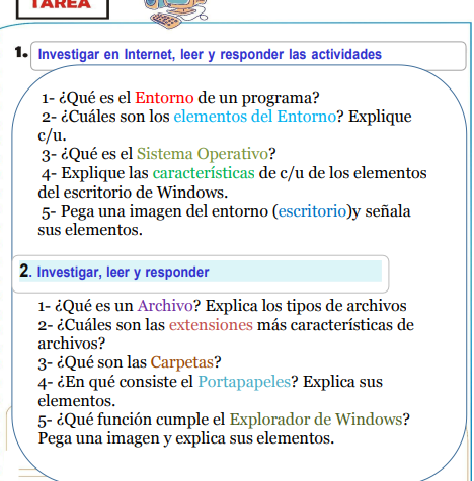 TAREA
1. Investigar en Internet, leer y responder las actividades
1- ¿Qué es el Entorno de un programa?
2- ¿Cuáles son los elementos del Entorno? Explique
c/u.
3- ¿Qué es el Sistema Operativo?
4- Explique las características de c/u de los elementos
del escritorio de Windows.
5- Pega una imagen del entorno (escritorio)y señala
sus elementos.
2. Investigar, leer y responder
1- ¿Qué es un Archivo? Explica los tipos de archivos
2- ¿Cuáles son las extensiones más características de
archivos?
3- ¿Qué son las Carpetas?
4- ¿En qué consiste el Portapapeles? Explica sus
elementos.
5- ¿Qué función cumple el Explorador de Windows?
Pega una imagen y explica sus elementos.